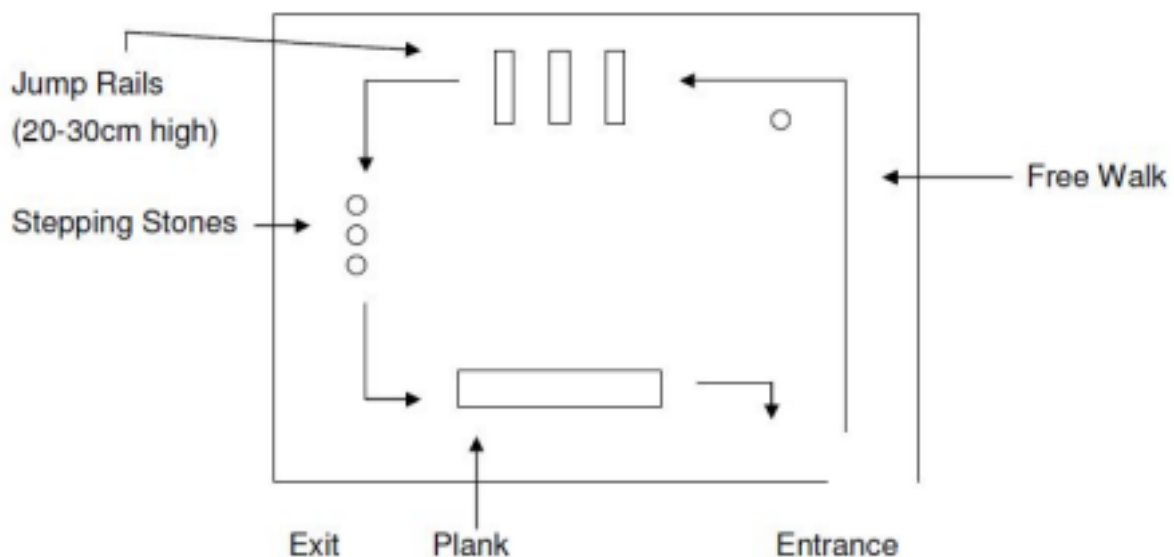 Jump Rails
(20-30cm high)
Free Walk
Stepping Stones
Exit Plank Entrance